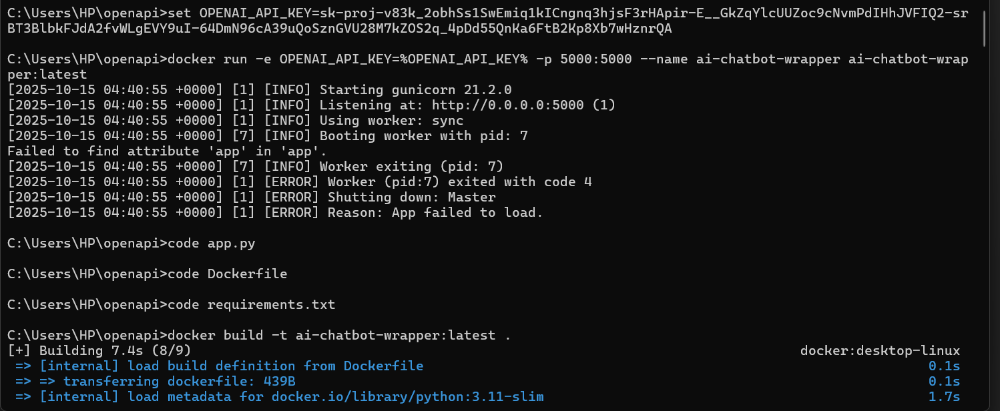 C:\Users\HP\openapi>set OPENAI_API_KEY=sk-proj-v83k_2obhSs1SwEmiq1kICngnq3hjsF3rHApir-E__GkZqYlcUUZoc9cNvmPdIHhJVFIQ2-sr
BT3BlbkFJdA2fvWLgEVY9uI-64DmN96cA39uQoSznGVU28M7kZOS2q_4pDd55QnKa6FtB2Kp8Xb7wHznrQA
C:\Users\HP\openapi>docker run -e OPENAI_API_KEY=%OPENAI_API_KEY% -p 5000:5000 --name ai-chatbot-wrapper ai-chatbot-wrap
per:latest
[2025-10-15 04:40:55 +0000] [1] [INFO] Starting gunicorn 21.2.0
[2025-10-15 04:40:55 +0000] [1] [INFO] Listening at: http://0.0.0.0:5000 (1)
[2025-10-15 04:40:55 +0000] [1] [INFO] Using worker: sync
[2025-10-15 04:40:55 +0000] [7] [INFO] Booting worker with pid: 7
Failed to find attribute 'app' in 'app'.
[2025-10-15 04:40:55 +0000] [7] [INFO] Worker exiting (pid: 7)
[2025-10-15 04:40:55 +0000] [1] [ERROR] Worker (pid:7) exited with code 4
[2025-10-15 04:40:55 +0000] [1] [ERROR] Shutting down: Master
[2025-10-15 04:40:55 +0000] [1] [ERROR] Reason: App failed to load.
C:\Users\HP\openapi>code app.py
C:\Users\HP\openapi>code Dockerfile
C:\Users\HP\openapi>code requirements.txt
C:\Users\HP\openapi>docker build -t ai-chatbot-wrapper:latest .
[+] Building 7.4s (8/9) docker:desktop-linux
=> [internal] load build definition from Dockerfile 0.1s
=> => transferring dockerfile: 439B 0.1s
=> [internal] load metadata for docker.io/library/python:3.11-slim 1.7s